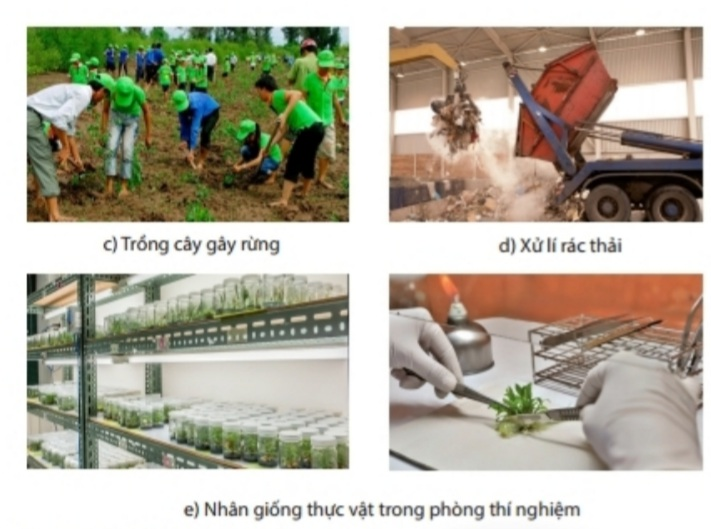 c) Trồng cây gây rừng
d) Xử lí rác thải
e) Nhân giống thực vật trong phòng thí nghiệm